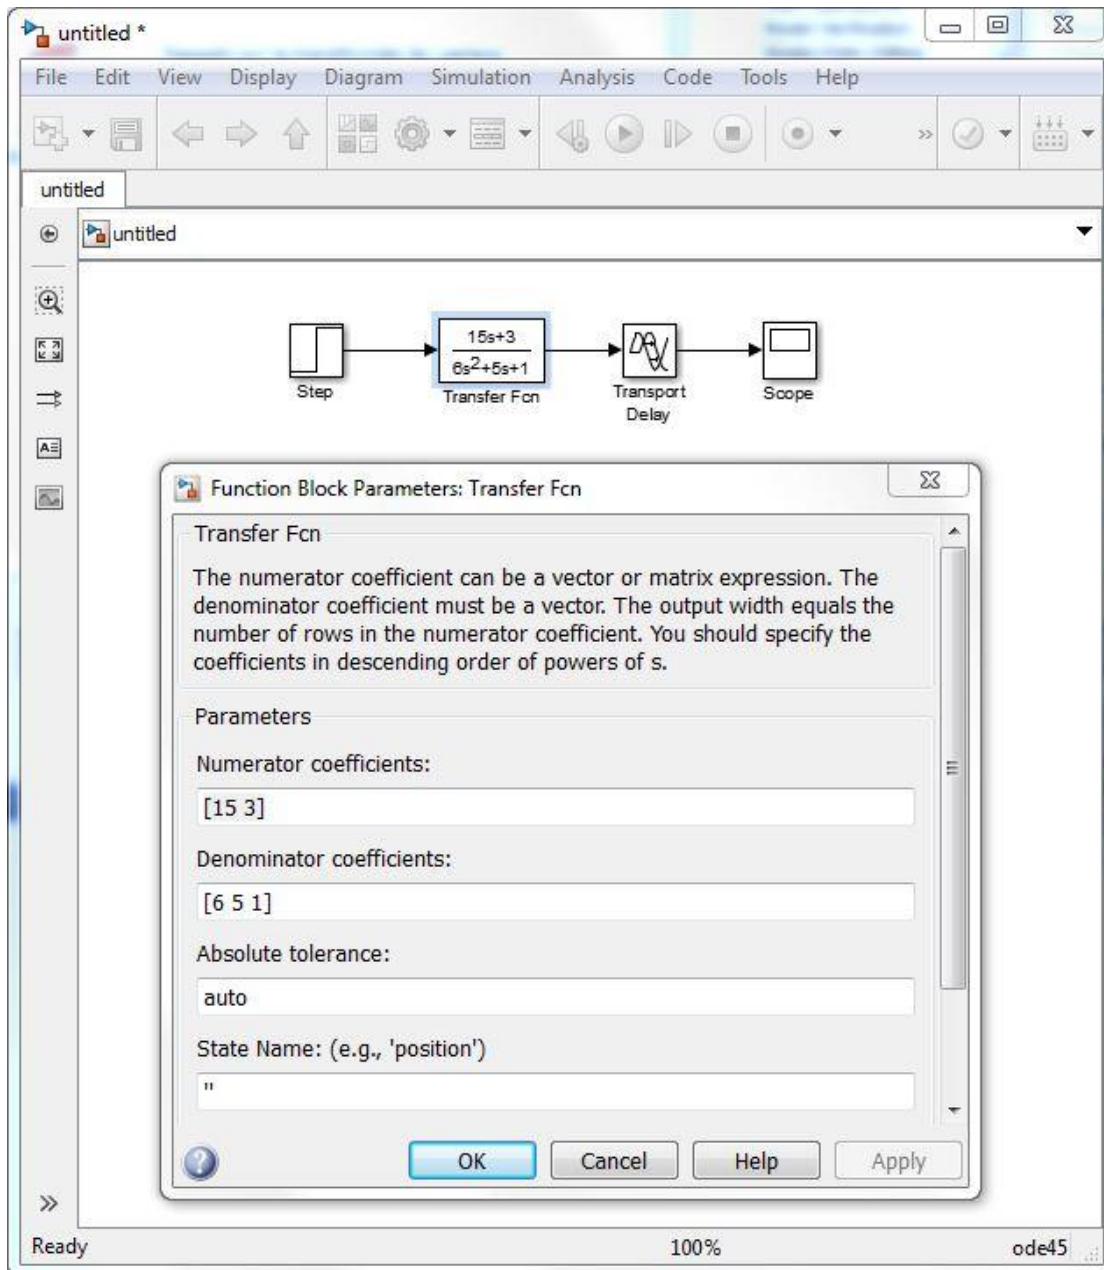 untitled *
File Edit View Display Diagram Simulation Analysis Code Tools Help
»
untitled
untitled
15s+3
6s²+5s+1
Step
Transfer Fcn
Transport
Delay
Scope
Function Block Parameters: Transfer Fcn
Transfer Fcn
The numerator coefficient can be a vector or matrix expression. The
denominator coefficient must be a vector. The output width equals the
number of rows in the numerator coefficient. You should specify the
coefficients in descending order of powers of s.
Parameters
Numerator coefficients:
[15 3]
Denominator coefficients:
[6 5 1]
Absolute tolerance:
auto
State Name: (e.g., 'position')
''
OK Cancel Help Apply
»
Ready 100% ode45